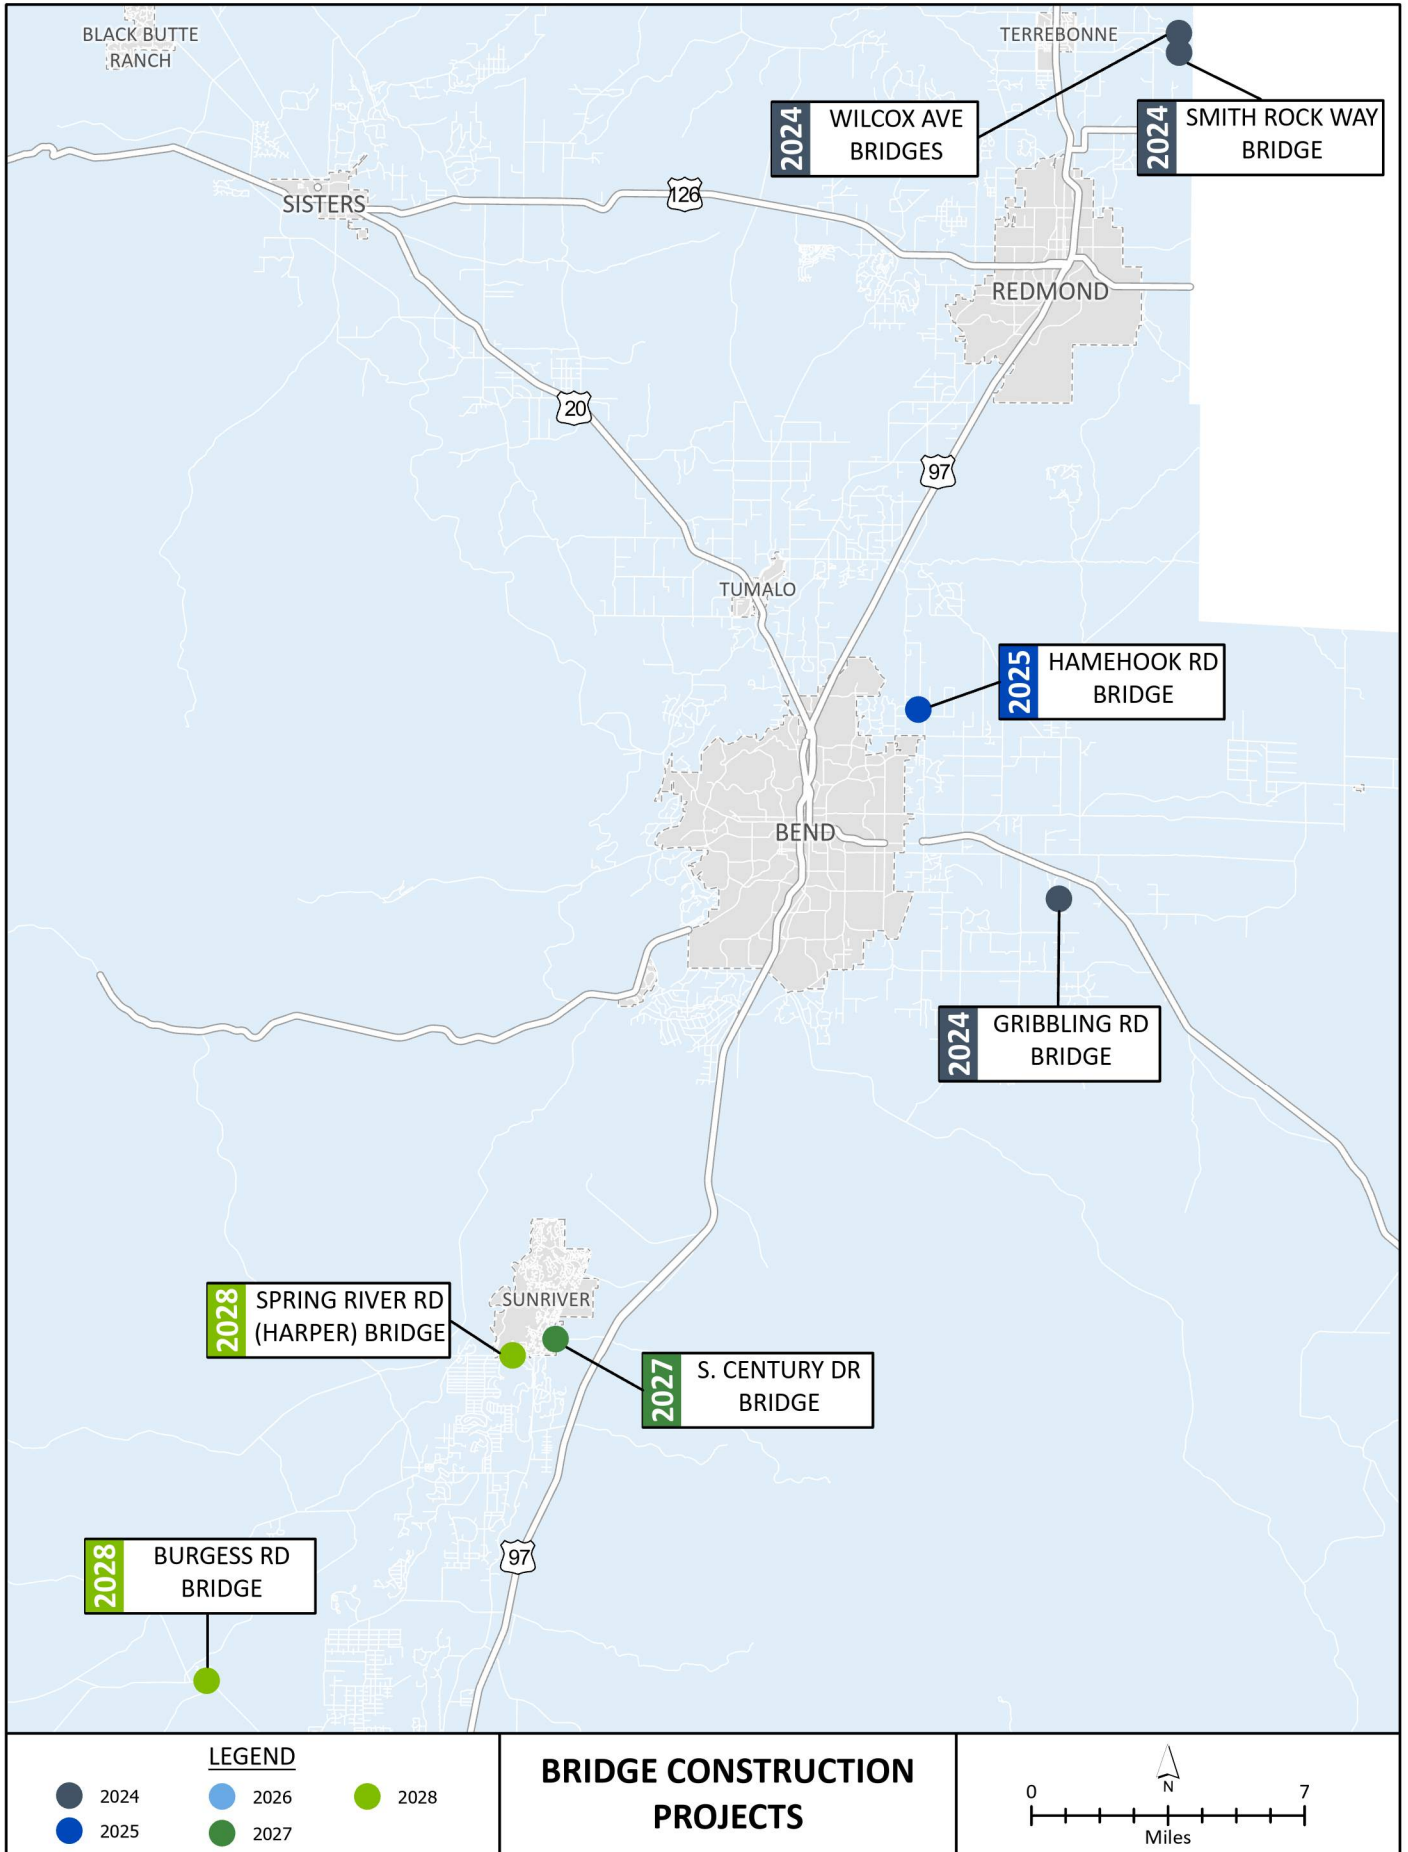 BLACK BUTTE
RANCH
TERREBONNE
2024
WILCOX AVE
BRIDGES
2024
SMITH ROCK WAY
BRIDGE
SISTERS
126
REDMOND
20
97
TUMALO
2025
HAMEHOOK RD
BRIDGE
BEND
2024
GRIBBLING RD
BRIDGE
2028
SPRING RIVER RD
(HARPER) BRIDGE
SUNRIVER
2027
S. CENTURY DR
BRIDGE
2028
BURGESS RD
BRIDGE
97
LEGEND
2024
2025
2026
2027
2028
BRIDGE CONSTRUCTION
PROJECTS
N
0
7
Miles